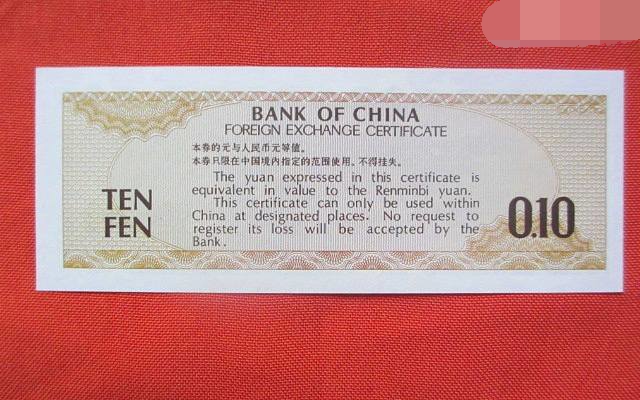 BANK OF CHINA
FOREIGN EXCHANGE CERTIFICATE
本券的元与人民币元等值。
本券只限在中国境内指定的范围使用。不得挂失。
The yuan expressed in this certificate is
equivalent in value to the Renminbi yuan.
This certificate can only be used within
China at designated places. No request to
register its loss will be accepted by the
Bank.
TEN
FEN
0.10